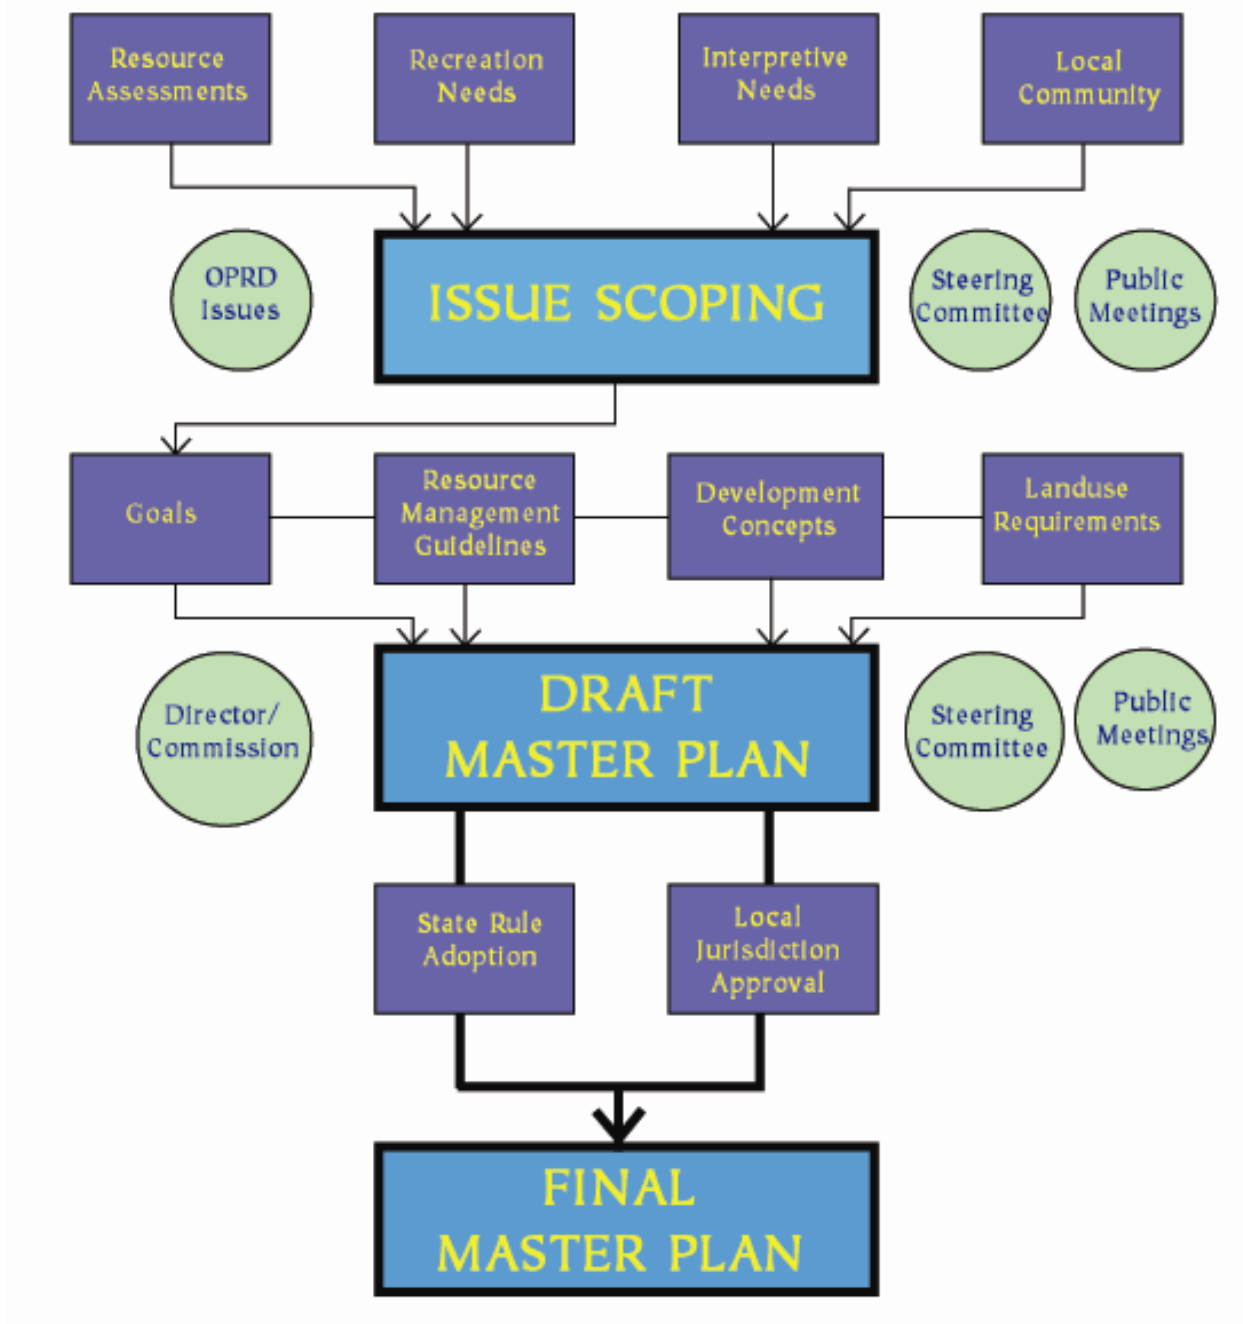 Resource
Assessments
Recreation
Needs
Interpretive
Needs
Local
Community
OPRD
Issues
ISSUE SCOPING
Steering
Committee
Public
Meetings
Goals
Resource
Management
Guidelines
Development
Concepts
Landuse
Requirements
Director/
Commission
DRAFT
MASTER PLAN
Steering
Committee
Public
Meetings
State Rule
Adoption
Local
Jurisdiction
Approval
FINAL
MASTER PLAN